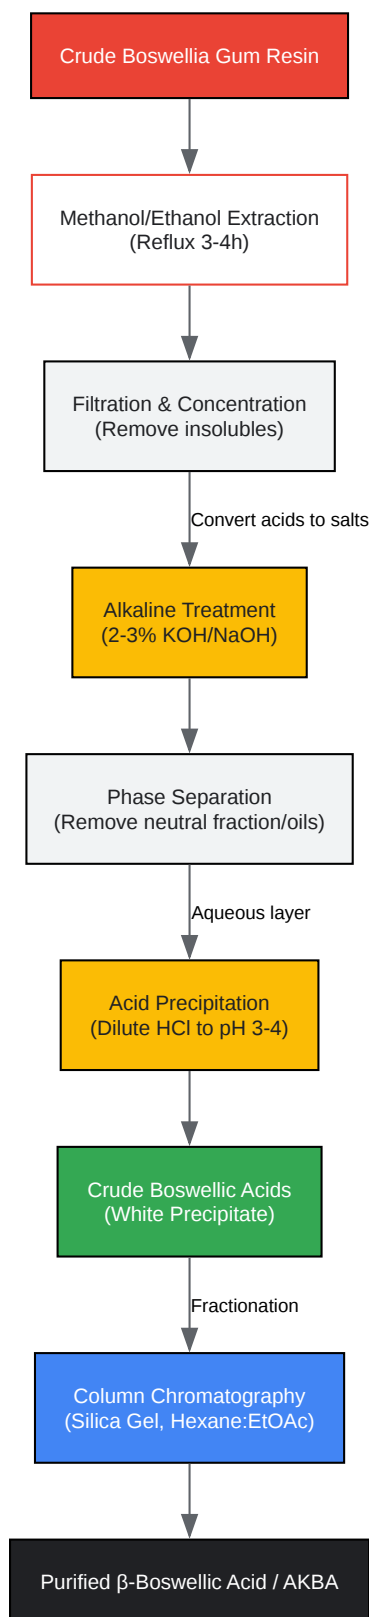 Crude Boswellia Gum Resin
Methanol/Ethanol Extraction
(Reflux 3-4h)
Filtration & Concentration
(Remove insolubles)
Convert acids to salts
Alkaline Treatment
(2-3% KOH/NaOH)
Phase Separation
(Remove neutral fraction/oils)
Aqueous layer
Acid Precipitation
(Dilute HCl to pH 3-4)
Crude Boswellic Acids
(White Precipitate)
Fractionation
Column Chromatography
(Silica Gel, Hexane:EtOAc)
Purified β-Boswellic Acid / AKBA